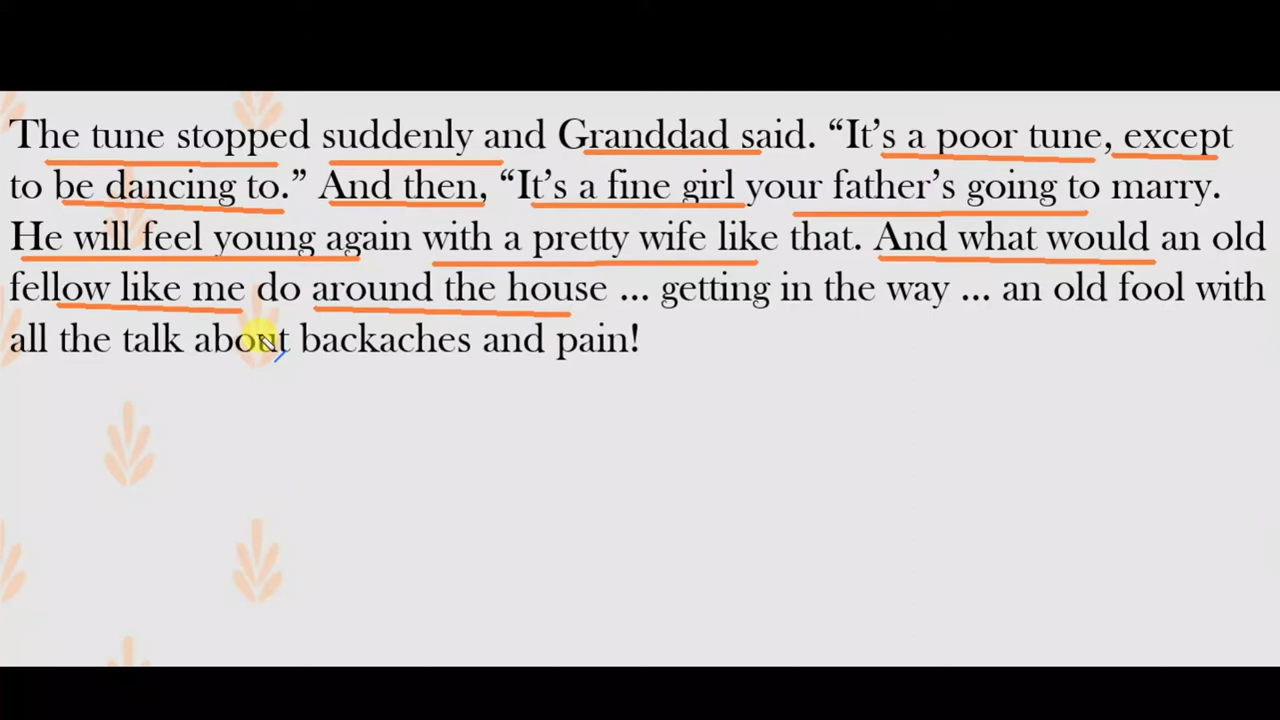 The tune stopped suddenly and Granddad said. “It’s a poor tune, except
to be dancing to.” And then, “It’s a fine girl your father’s going to marry.
He will feel young again with a pretty wife like that. And what would an old
fellow like me do around the house ... getting in the way ... an old fool with
all the talk about backaches and pain!